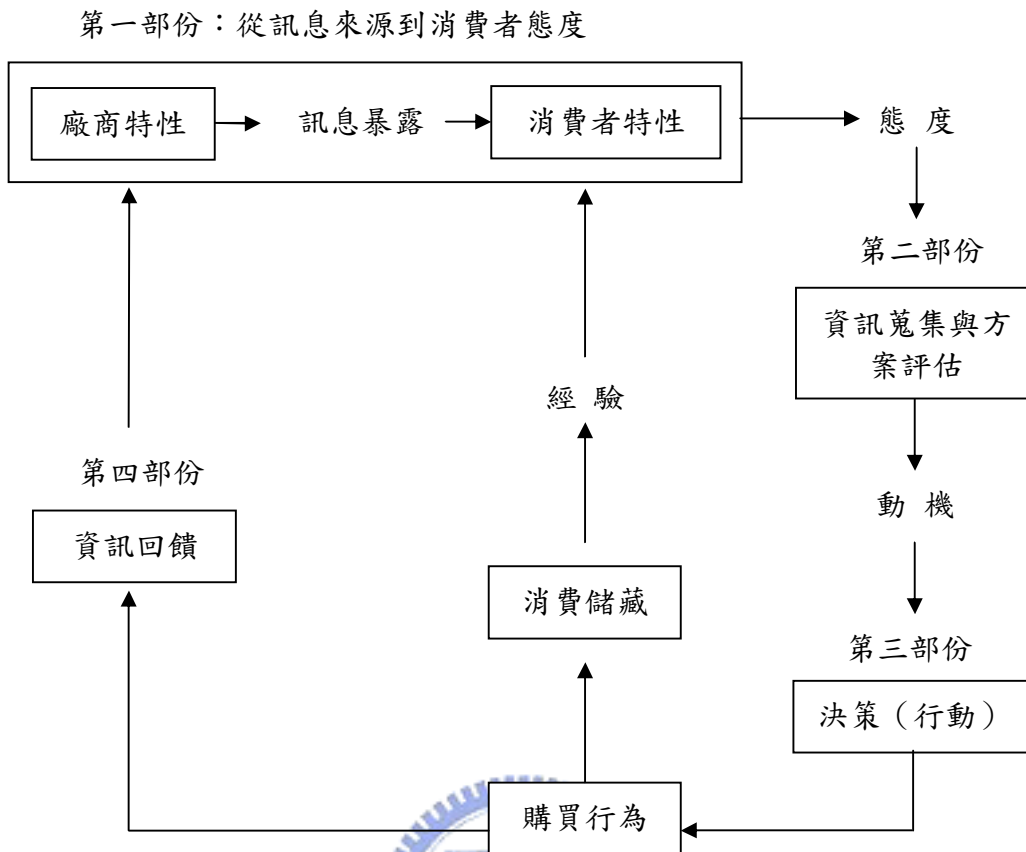 第一部份：從訊息來源到消費者態度
廠商特性
訊息暴露
消費者特性
態 度
第二部份
資訊蒐集與方
案評估
經 驗
第四部份
動 機
資訊回饋
消費儲藏
第三部份
決策（行動）
購買行為